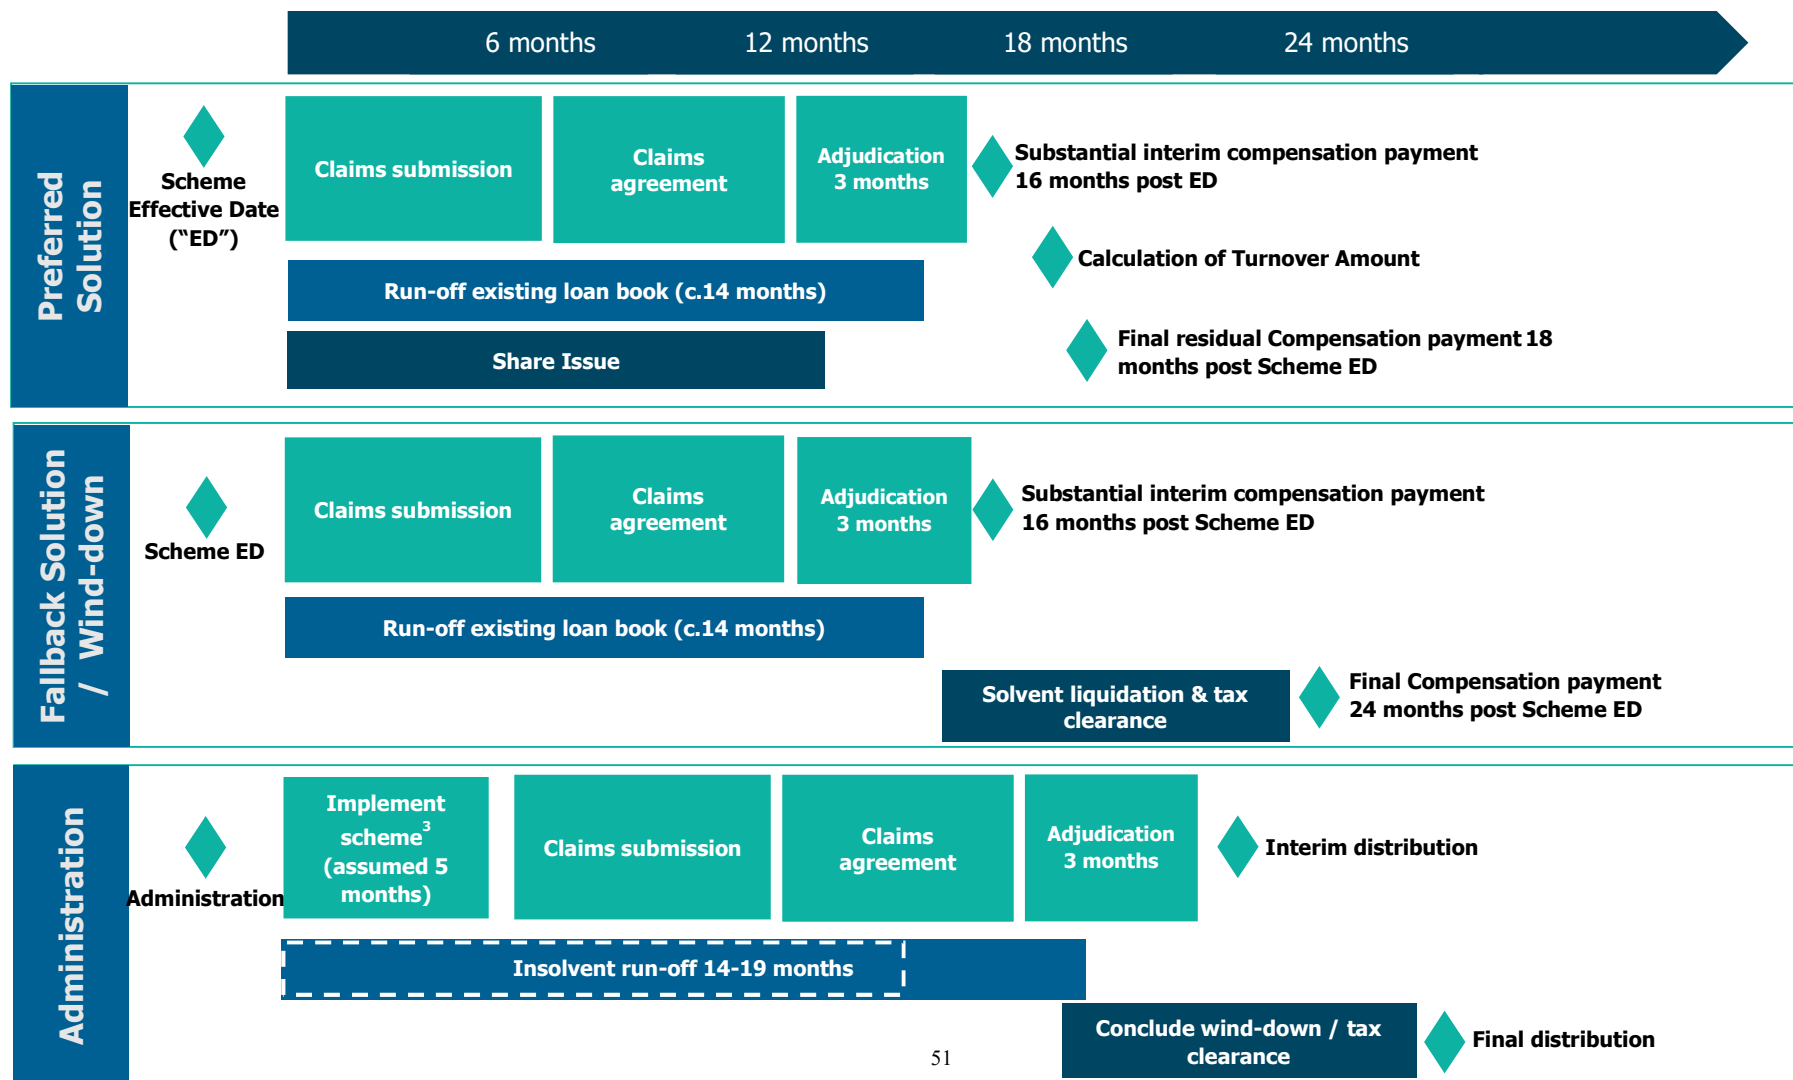 6 months
12 months
18 months
24 months
Preferred
Solution
Scheme
Effective Date
(“ED”)
Claims submission
Claims
agreement
Adjudication
3 months
Substantial interim compensation payment
16 months post ED
Calculation of Turnover Amount
Run-off existing loan book (c.14 months)
Share Issue
Final residual Compensation payment 18
months post Scheme ED
Fallback Solution
/ Wind-down
Scheme ED
Claims submission
Claims
agreement
Adjudication
3 months
Substantial interim compensation payment
16 months post Scheme ED
Run-off existing loan book (c.14 months)
Solvent liquidation & tax
clearance
Final Compensation payment
24 months post Scheme ED
Administration
Administration
Implement
scheme3
(assumed 5
months)
Claims submission
Claims
agreement
Adjudication
3 months
Interim distribution
Insolvent run-off 14-19 months
Conclude wind-down / tax
clearance
Final distribution
51